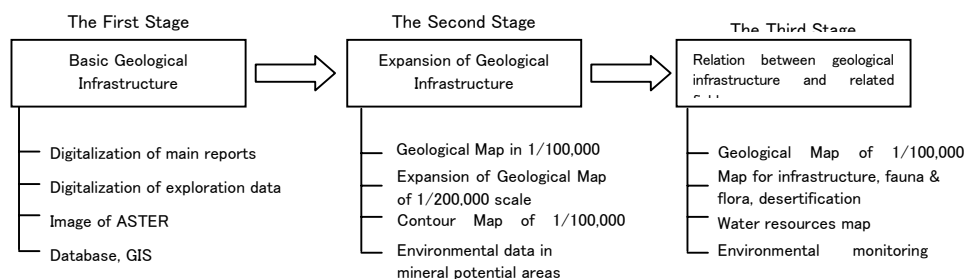 The First Stage
Basic Geological
Infrastructure
Digitalization of main reports
Digitalization of exploration data
Image of ASTER
Database, GIS
The Second Stage
Expansion of Geological
Infrastructure
Geological Map in 1/100,000
Expansion of Geological Map
of 1/200,000 scale
Contour Map of 1/100,000
Environmental data in
mineral potential areas
The Third Stage
Relation between geological
infrastructure and related
Geological Map of 1/100,000
Map for infrastructure, fauna &
flora, desertification
Water resources map
Environmental monitoring